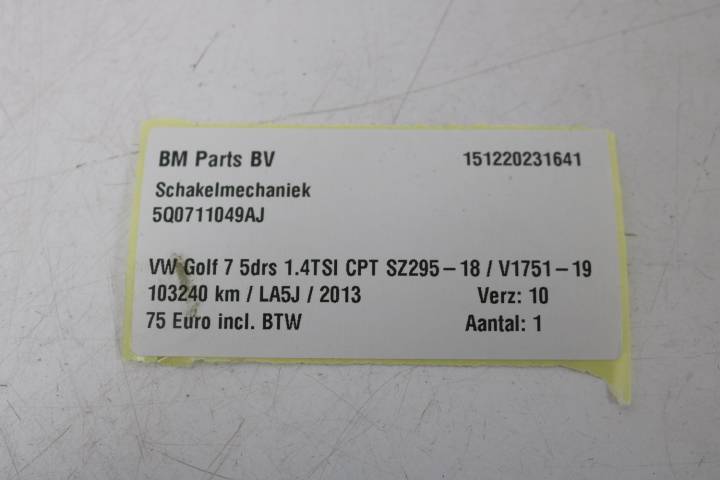 BM Parts BV 151220231641
Schakelmechaniek
5Q0711049AJ
VW Golf 7 5drs 1.4TSI CPT SZ295-18 / V1751-19
103240 km / LA5J / 2013 Verz: 10
75 Euro incl. BTW Aantal: 1